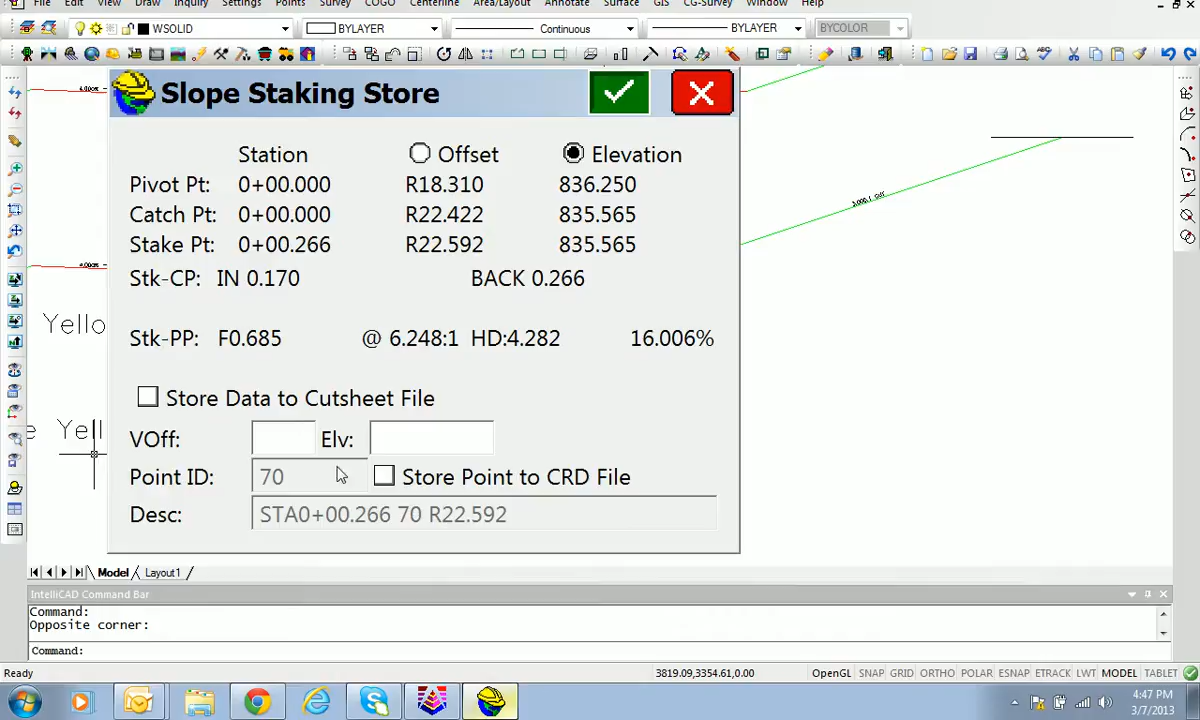 File Edit View Draw Inquiry Settings Points Survey COGO Centerline Area/Layout Annotate Surface GIS CG-Survey Window Help
WSOLID BYLAYER Continuous BYLAYER BYCOLOR
Slope Staking Store
Station Offset Elevation
Pivot Pt: 0+00.000 R18.310 836.250
Catch Pt: 0+00.000 R22.422 835.565
Stake Pt: 0+00.266 R22.592 835.565
Stk-CP: IN 0.170 BACK 0.266
Yello
Stk-PP: F0.685 @ 6.248:1 HD:4.282 16.006%
Store Data to Cutsheet File
e Yell
VOff: Elv:
Point ID: 70 Store Point to CRD File
Desc: STA0+00.266 70 R22.592
Model Layout1
IntelliCAD Command Bar
Command:
Opposite corner:
Command:
Ready 3819.09,3354.61,0.00 OpenGL SNAP GRID ORTHO POLAR ESNAP ETRACK LWT MODEL TABLET
4:47 PM
3/7/2013